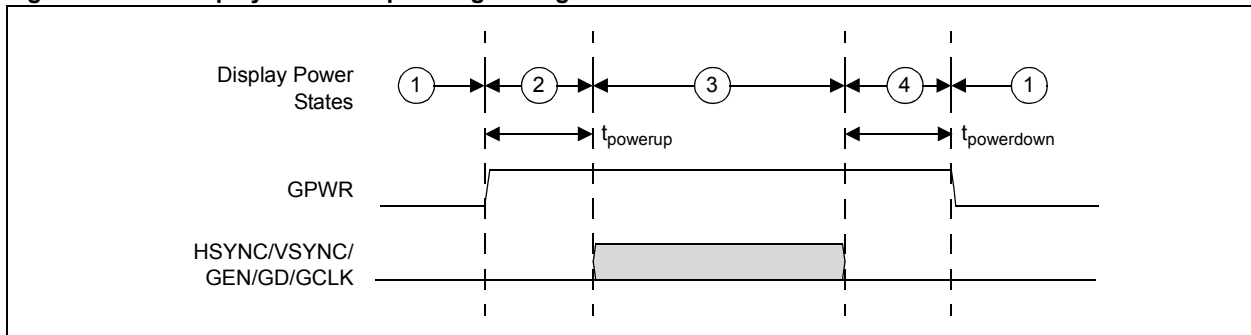 Display Power
States
1 2 3 4 1
tpowerup tpowerdown
GPWR
HSYNC/VSYNC/
GEN/GD/GCLK